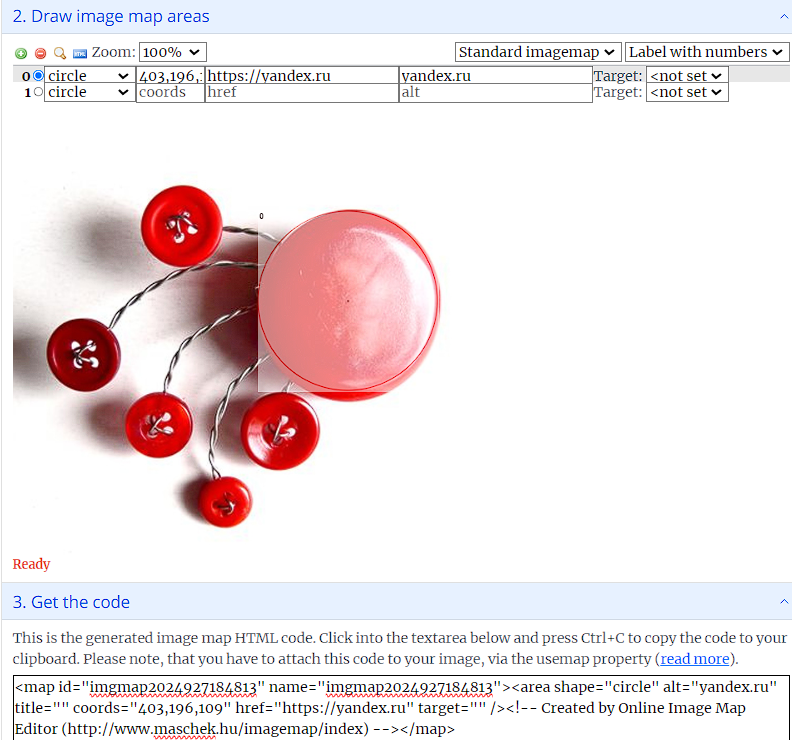 2. Draw image map areas
Zoom: 100% Standard imagemap Label with numbers
0 circle 403,196,: https://yandex.ru yandex.ru Target: <not set
1 circle coords href alt Target: <not set
0
Ready
3. Get the code
This is the generated image map HTML code. Click into the textarea below and press Ctrl+C to copy the code to your
clipboard. Please note, that you have to attach this code to your image, via the usemap property (read more).
<map id="imgmap2024927184813" name="imgmap2024927184813"><area shape="circle" alt="yandex.ru"
title="" coords="403,196,109" href="https://yandex.ru" target="" /><!-- Created by Online Image Map
Editor (http://www.maschek.hu/imagemap/index) --></map>